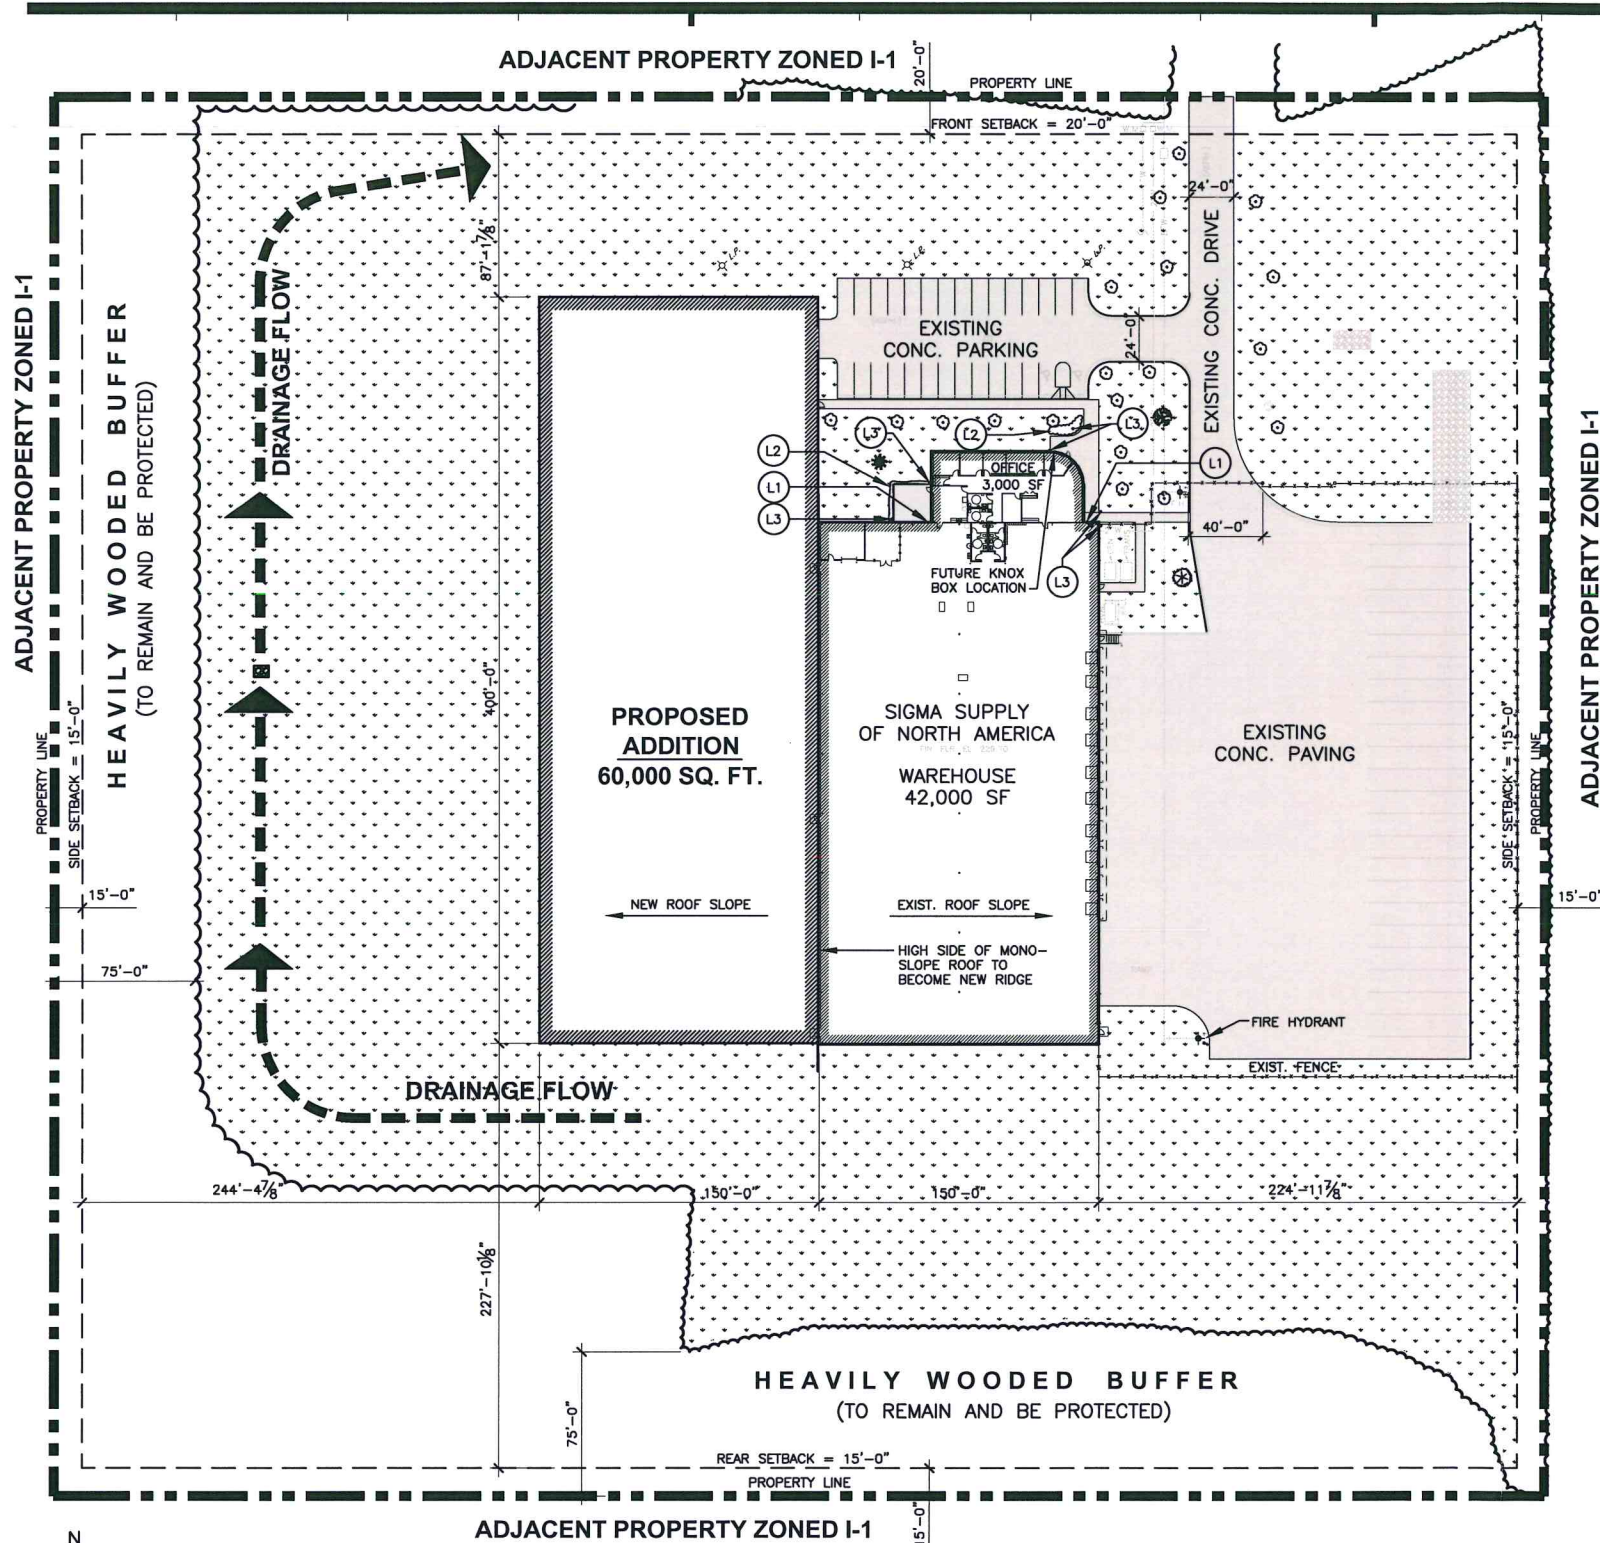 ADJACENT PROPERTY ZONED I-1
20'-0"
PROPERTY LINE
FRONT SETBACK = 20'-0"
24'-0"
87'-1⅞"
L.P.
L.P.
L.P.
EXISTING CONC. DRIVE
DRAINAGE FLOW
ADJACENT PROPERTY ZONED I-1
HEAVILY WOODED BUFFER
(TO REMAIN AND BE PROTECTED)
EXISTING
CONC. PARKING
24'-0"
L3
L2
L3
L2
L1
L3
L1
OFFICE
3,000 SF
40'-0"
FUTURE KNOX
BOX LOCATION
L3
ADJACENT PROPERTY ZONED I-1
400'-0"
PROPOSED
ADDITION
60,000 SQ. FT.
SIGMA SUPPLY
OF NORTH AMERICA
WAREHOUSE
42,000 SF
EXISTING
CONC. PAVING
PROPERTY LINE
SIDE SETBACK = 15'-0"
SIDE SETBACK = 15'-0"
PROPERTY LINE
15'-0"
NEW ROOF SLOPE
EXIST. ROOF SLOPE
15'-0"
HIGH SIDE OF MONO-
SLOPE ROOF TO
BECOME NEW RIDGE
75'-0"
FIRE HYDRANT
EXIST. FENCE
DRAINAGE FLOW
244'-4⅞"
150'-0"
150'-0"
224'-11⅞"
227'-10⅛"
HEAVILY WOODED BUFFER
(TO REMAIN AND BE PROTECTED)
75'-0"
REAR SETBACK = 15'-0"
PROPERTY LINE
ADJACENT PROPERTY ZONED I-1
15'-0"
N